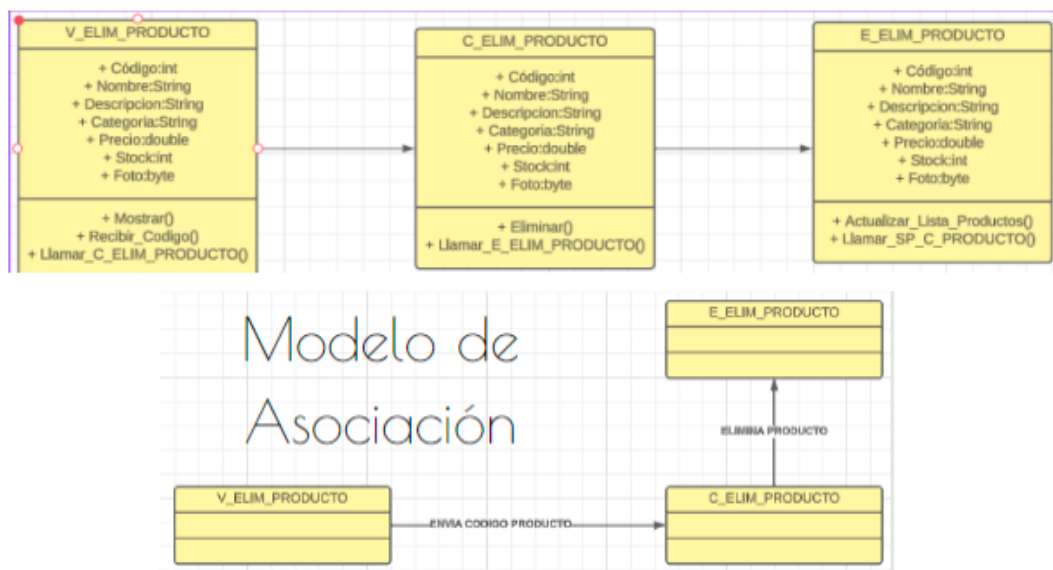 V_ELIM_PRODUCTO
+ Código:int
+ Nombre:String
+ Descripcion:String
+ Categoria:String
+ Precio:double
+ Stock:int
+ Foto:byte
+ Mostrar()
+ Recibir_Codigo()
+ Llamar_C_ELIM_PRODUCTO()
C_ELIM_PRODUCTO
+ Código:int
+ Nombre:String
+ Descripcion:String
+ Categoria:String
+ Precio:double
+ Stock:int
+ Foto:byte
+ Eliminar()
+ Llamar_E_ELIM_PRODUCTO()
E_ELIM_PRODUCTO
+ Código:int
+ Nombre:String
+ Descripcion:String
+ Categoria:String
+ Precio:double
+ Stock:int
+ Foto:byte
+ Actualizar_Lista_Productos()
+ Llamar_SP_C_PRODUCTO()
Modelo de
Asociación
E_ELIM_PRODUCTO
ELIMINA PRODUCTO
V_ELIM_PRODUCTO
ENVIA CODIGO PRODUCTO
C_ELIM_PRODUCTO